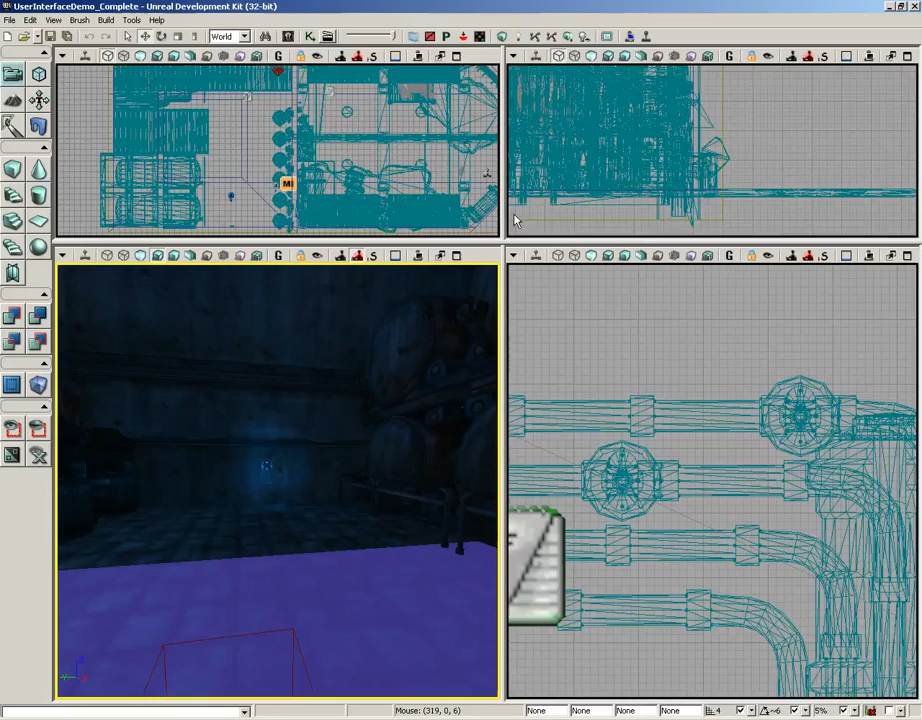 UserInterfaceDemo_Complete - Unreal Development Kit (32-bit)
File Edit View Brush Build Tools Help
World
G
G
M
G
G
Mouse: (319, 0, 6)
None
None
None
None
4
6
5%